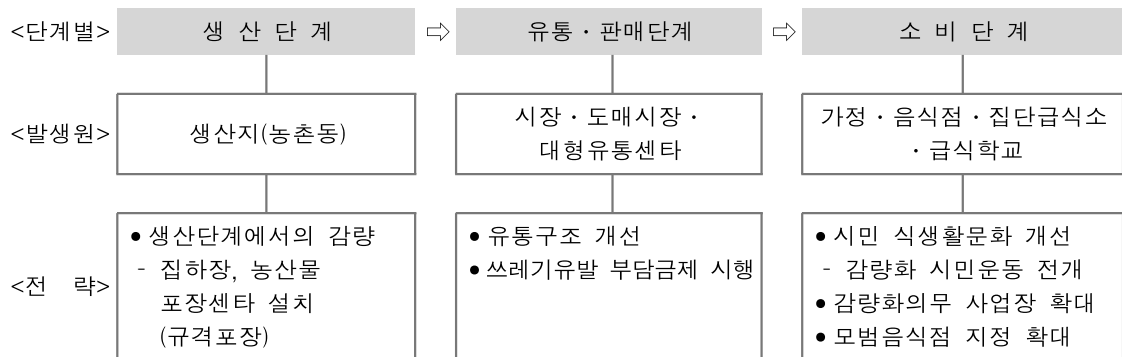 <단계별> 생 산 단 계 ⇨ 유통·판매단계 ⇨ 소 비 단 계
<발생원>
생산지(농촌동)
시장·도매시장·
대형유통센타
가정·음식점·집단급식소
·급식학교
<전 략>
● 생산단계에서의 감량
- 집하장, 농산물
포장센타 설치
(규격포장)
● 유통구조 개선
● 쓰레기유발 부담금제 시행
● 시민 식생활문화 개선
- 감량화 시민운동 전개
● 감량화의무 사업장 확대
● 모범음식점 지정 확대